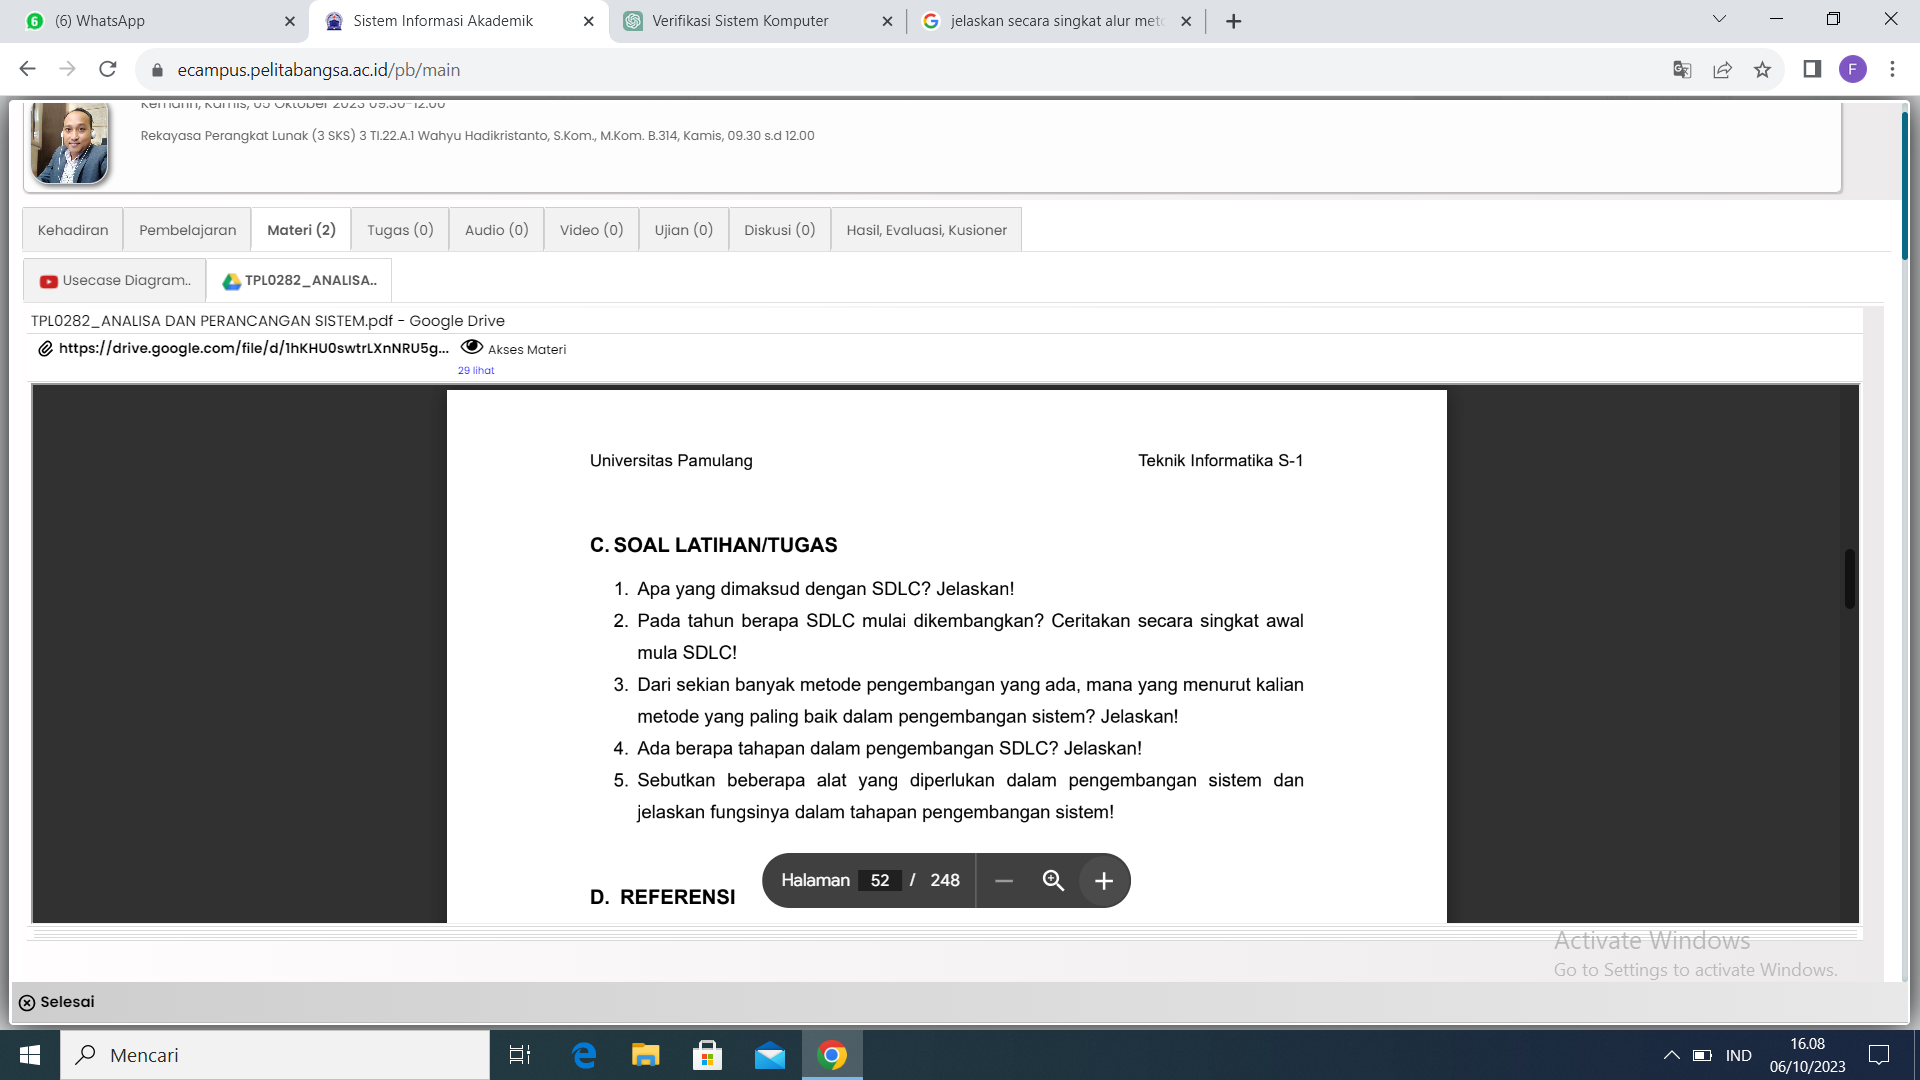 (6) WhatsApp
Sistem Informasi Akademik
Verifikasi Sistem Komputer
jelaskan secara singkat alur meto
ecampus.pelitabangsa.ac.id/pb/main
F
Kemarin, Kamis, 05 Oktober 2023 09.30-12.00
Rekayasa Perangkat Lunak (3 SKS) 3 TI.22.A.1 Wahyu Hadikristanto, S.Kom., M.Kom. B.314, Kamis, 09.30 s.d 12.00
Kehadiran
Pembelajaran
Materi (2)
Tugas (0)
Audio (0)
Video (0)
Ujian (0)
Diskusi (0)
Hasil, Evaluasi, Kusioner
Usecase Diagram..
TPL0282_ANALISA..
TPL0282_ANALISA DAN PERANCANGAN SISTEM.pdf - Google Drive
https://drive.google.com/file/d/1hKHU0swtrLXnNRU5g...
Akses Materi
29 lihat
Universitas Pamulang
Teknik Informatika S-1
C. SOAL LATIHAN/TUGAS
1. Apa yang dimaksud dengan SDLC? Jelaskan!
2. Pada tahun berapa SDLC mulai dikembangkan? Ceritakan secara singkat awal
mula SDLC!
3. Dari sekian banyak metode pengembangan yang ada, mana yang menurut kalian
metode yang paling baik dalam pengembangan sistem? Jelaskan!
4. Ada berapa tahapan dalam pengembangan SDLC? Jelaskan!
5. Sebutkan beberapa alat yang diperlukan dalam pengembangan sistem dan
jelaskan fungsinya dalam tahapan pengembangan sistem!
Halaman 52 / 248
D. REFERENSI
Activate Windows
Go to Settings to activate Windows.
Selesai
Mencari
IND
16.08
06/10/2023